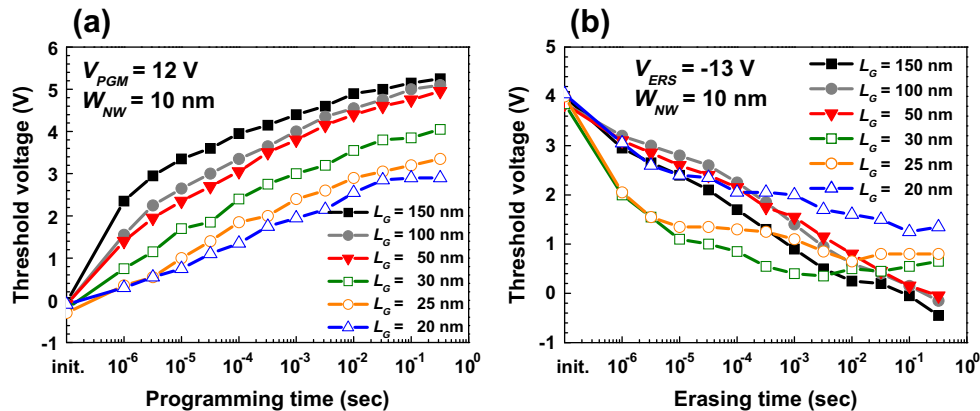 (a)
V_PGM = 12 V
W_NW = 10 nm
Threshold voltage (V)
6
5
4
3
2
1
0
-1
L_G = 150 nm
L_G = 100 nm
L_G = 50 nm
L_G = 30 nm
L_G = 25 nm
L_G = 20 nm
init. 10^-6 10^-5 10^-4 10^-3 10^-2 10^-1 10^0
Programming time (sec)
(b)
V_ERS = -13 V
W_NW = 10 nm
Threshold voltage (V)
5
4
3
2
1
0
-1
L_G = 150 nm
L_G = 100 nm
L_G = 50 nm
L_G = 30 nm
L_G = 25 nm
L_G = 20 nm
init. 10^-6 10^-5 10^-4 10^-3 10^-2 10^-1 10^0
Erasing time (sec)